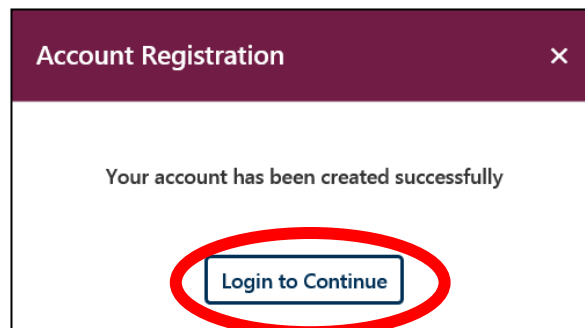 Account Registration ×
Your account has been created successfully
Login to Continue